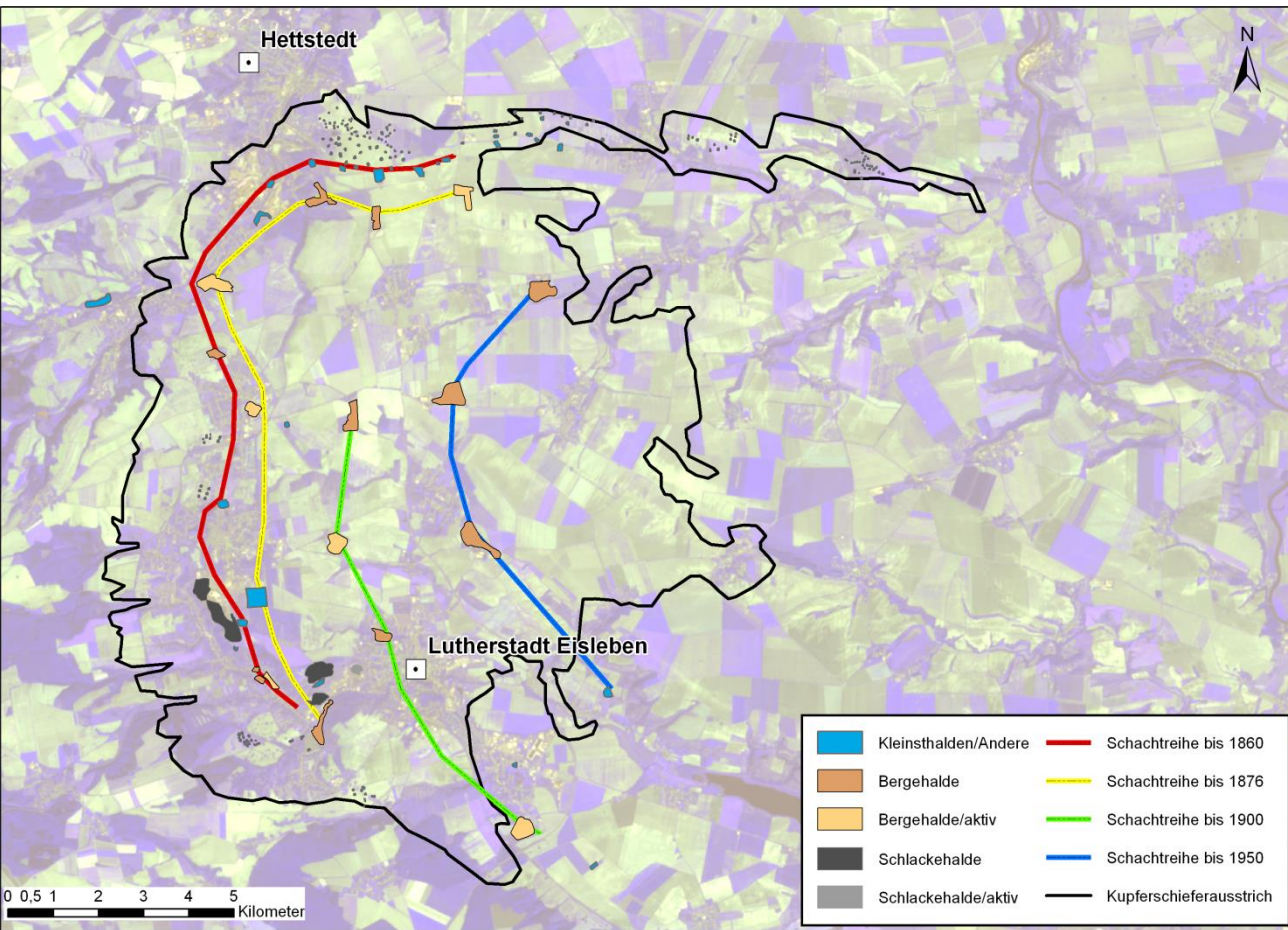 Hettstedt
N
Lutherstadt Eisleben
Kleinsthalden/Andere
Schachtreihe bis 1860
Bergehalde
Schachtreihe bis 1876
Bergehalde/aktiv
Schachtreihe bis 1900
Schlackehalde
Schachtreihe bis 1950
Schlackehalde/aktiv
Kupferschieferausstrich
0 0,5 1 2 3 4 5
Kilometer